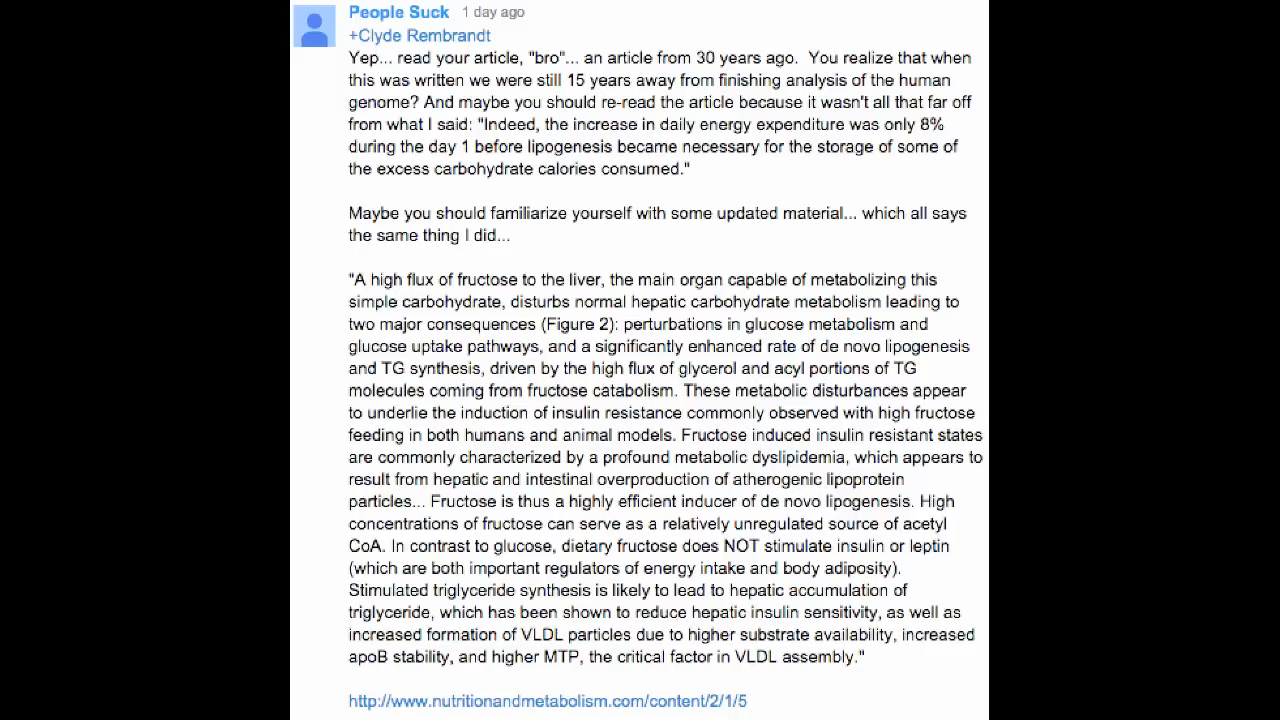 People Suck 1 day ago
+Clyde Rembrandt
Yep... read your article, "bro"... an article from 30 years ago.  You realize that when
this was written we were still 15 years away from finishing analysis of the human
genome? And maybe you should re-read the article because it wasn't all that far off
from what I said: "Indeed, the increase in daily energy expenditure was only 8%
during the day 1 before lipogenesis became necessary for the storage of some of
the excess carbohydrate calories consumed."
Maybe you should familiarize yourself with some updated material... which all says
the same thing I did...
"A high flux of fructose to the liver, the main organ capable of metabolizing this
simple carbohydrate, disturbs normal hepatic carbohydrate metabolism leading to
two major consequences (Figure 2): perturbations in glucose metabolism and
glucose uptake pathways, and a significantly enhanced rate of de novo lipogenesis
and TG synthesis, driven by the high flux of glycerol and acyl portions of TG
molecules coming from fructose catabolism. These metabolic disturbances appear
to underlie the induction of insulin resistance commonly observed with high fructose
feeding in both humans and animal models. Fructose induced insulin resistant states
are commonly characterized by a profound metabolic dyslipidemia, which appears to
result from hepatic and intestinal overproduction of atherogenic lipoprotein
particles... Fructose is thus a highly efficient inducer of de novo lipogenesis. High
concentrations of fructose can serve as a relatively unregulated source of acetyl
CoA. In contrast to glucose, dietary fructose does NOT stimulate insulin or leptin
(which are both important regulators of energy intake and body adiposity).
Stimulated triglyceride synthesis is likely to lead to hepatic accumulation of
triglyceride, which has been shown to reduce hepatic insulin sensitivity, as well as
increased formation of VLDL particles due to higher substrate availability, increased
apoB stability, and higher MTP, the critical factor in VLDL assembly."
http://www.nutritionandmetabolism.com/content/2/1/5